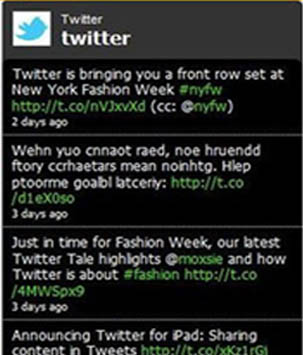 Twitter
twitter
Twitter is bringing you a front row set at
New York Fashion Week #nyfw
http://t.co/nVJxvXd (cc: @nyfw)
2 days ago
Wehn yuo cnnaot raed, noe hruendd
ftory ccrhaetars mean noinhtg. Hlep
ptoorme goalbl latceriy: http://t.co
/d1eX0so
3 days ago
Just in time for Fashion Week, our latest
Twitter Tale highlights @moxsie and how
Twitter is about #fashion http://t.co
/4MWSpx9
3 days ago
Announcing Twitter for iPad: Sharing
content in Tweets http://t.co/xKz1rGj